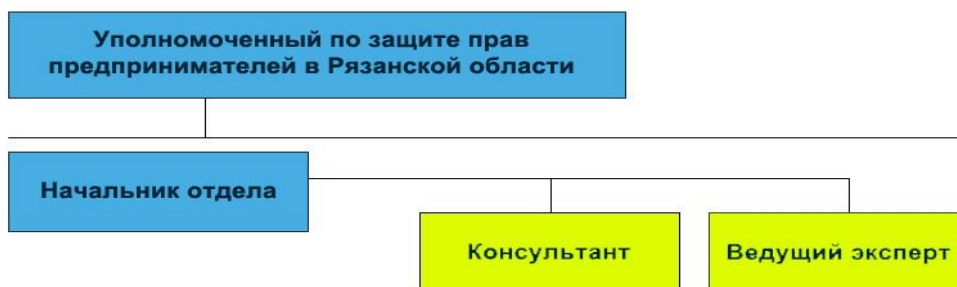 Уполномоченный по защите прав
предпринимателей в Рязанской области
Начальник отдела
Консультант
Ведущий эксперт